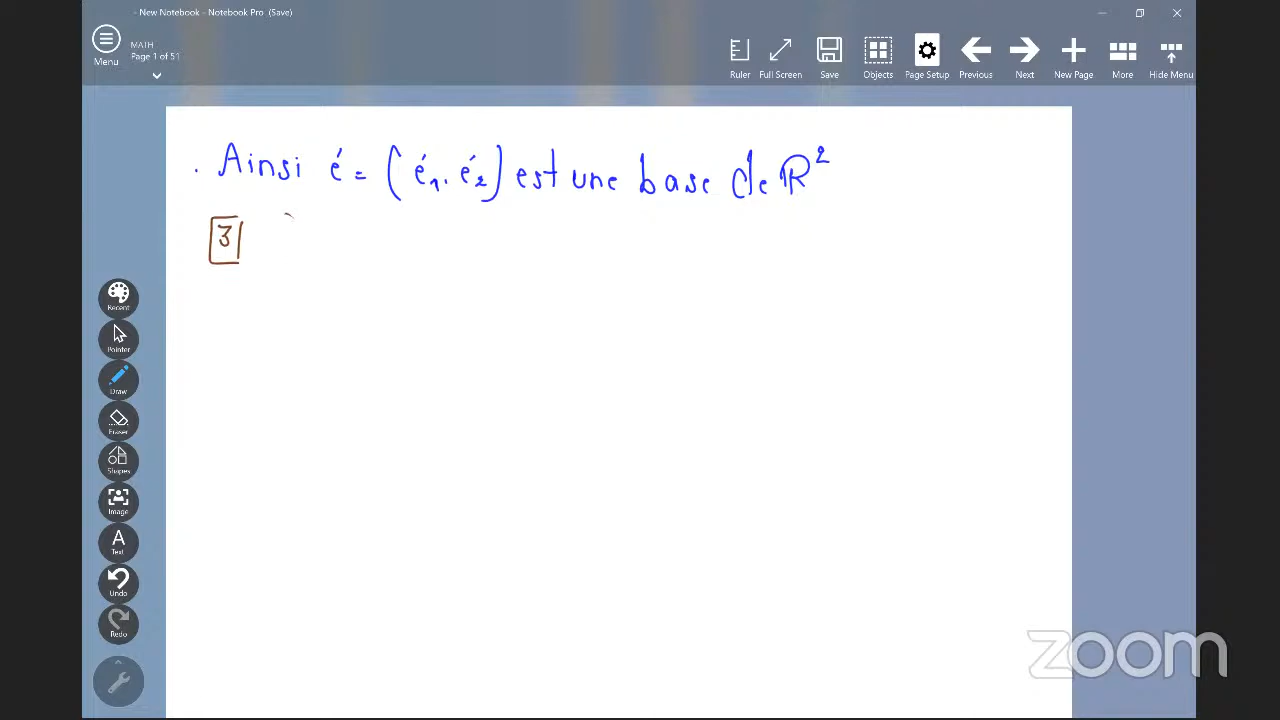 - New Notebook - Notebook Pro (Save)
Menu
MATH
Page 1 of 51
Ruler
Full Screen
Save
Objects
Page Setup
Previous
Next
New Page
More
Hide Menu
. Ainsi é = (é1, é2) est une base de ℝ²
3
Recent
Pointer
Draw
Eraser
Shapes
Image
A
Text
Undo
Redo
zoom